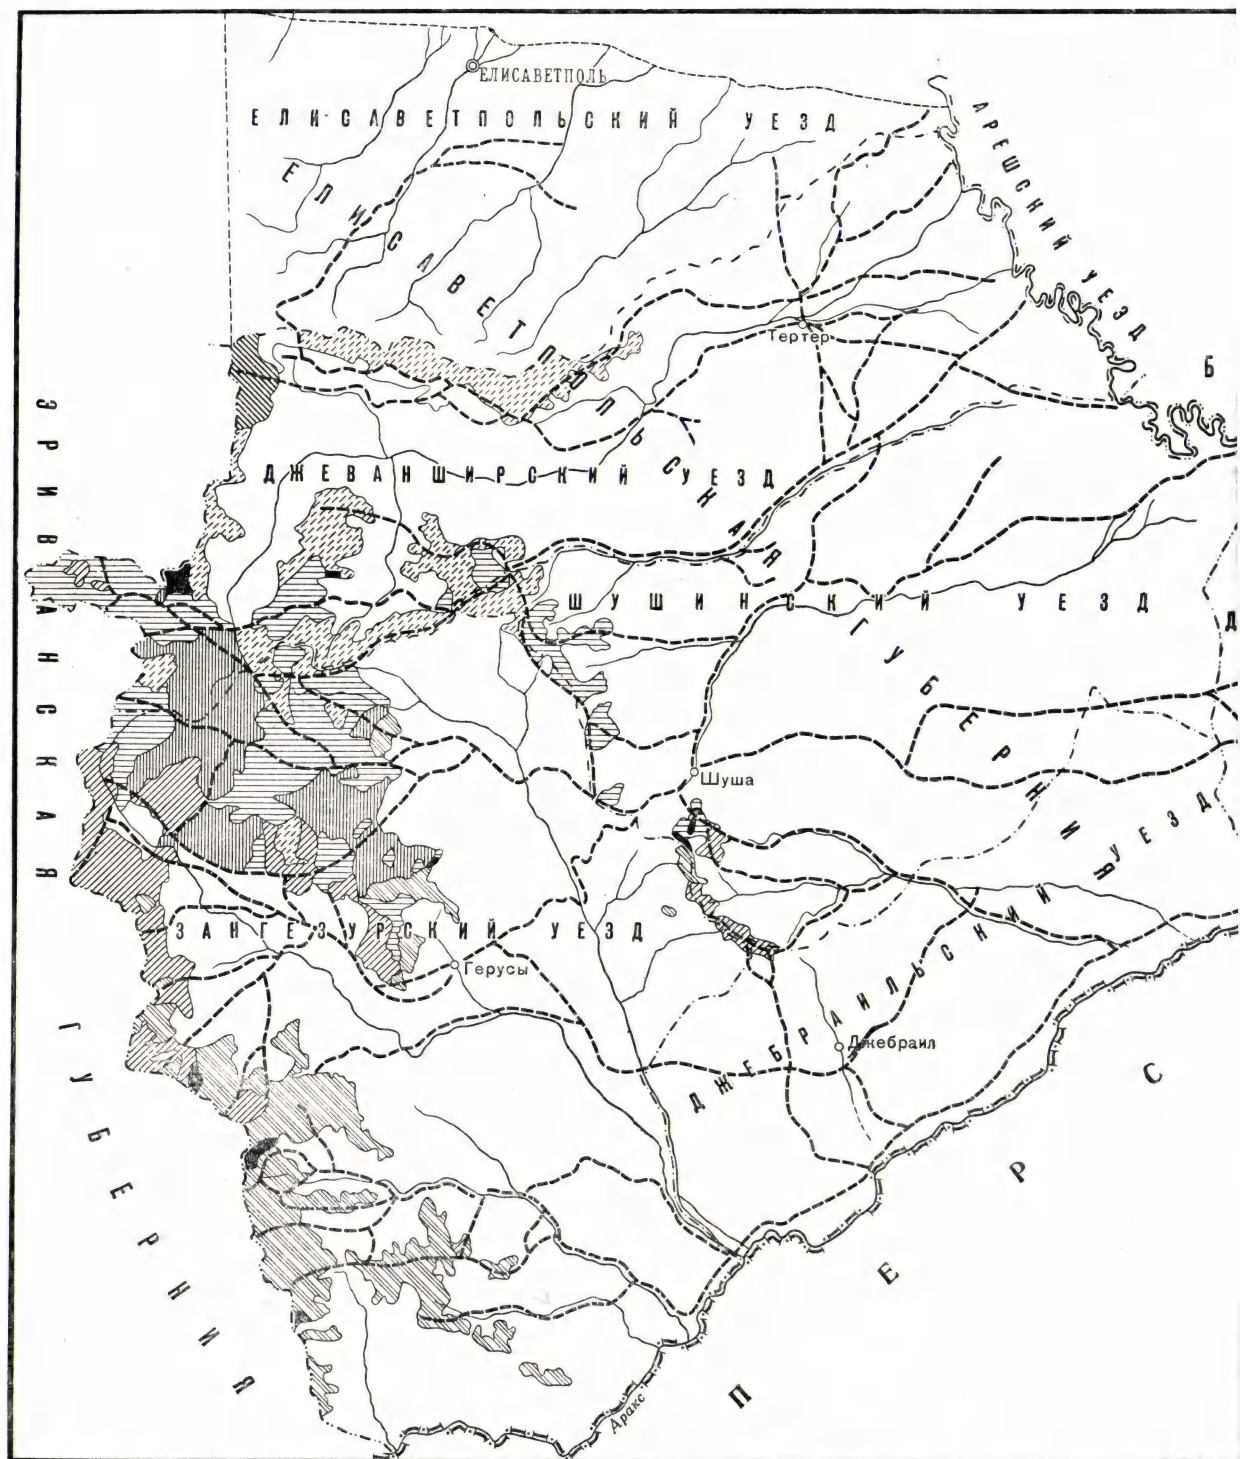 ЕЛИСАВЕТПОЛЬ
ЕЛИСАВЕТПОЛЬСКИЙ УЕЗД
АРЕШСКИЙ УЕЗД
ЕЛИСАВЕТПОЛЬСКАЯ ГУБЕРНИЯ
Тертер
Б
ЭРИВАНСКАЯ ГУБЕРНИЯ
ДЖЕВАНШИРСКИЙ УЕЗД
ШУШИНСКИЙ УЕЗД
Д
Шуша
ЗАНГЕЗУРСКИЙ УЕЗД
Герусы
ДЖЕБРАИЛЬСКИЙ УЕЗД
Джебраил
ПЕРС
Аракс